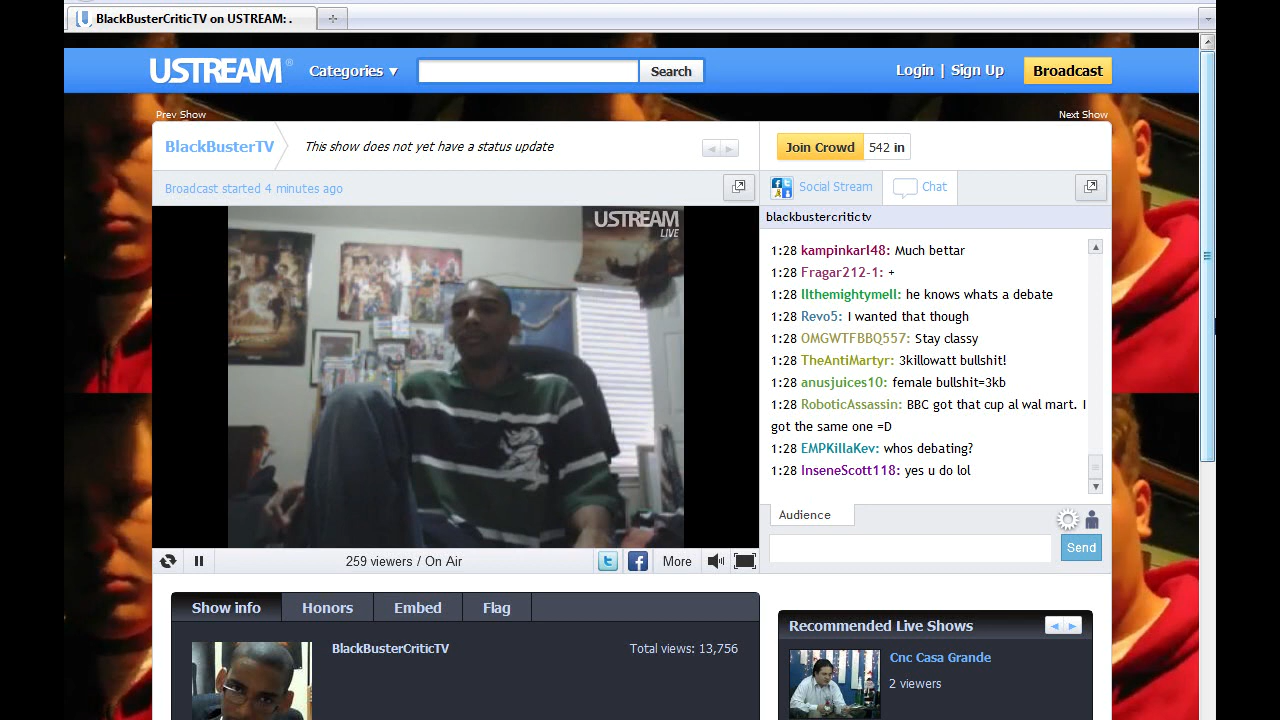 BlackBusterCriticTV on USTREAM: .
USTREAM®
Categories ▼
Search
Login | Sign Up
Broadcast
Prev Show
Next Show
BlackBusterTV
This show does not yet have a status update
Join Crowd
542 in
Broadcast started 4 minutes ago
Social Stream
Chat
blackbustercritictv
USTREAM
LIVE
1:28 kampinkarl48: Much bettar
1:28 Fragar212-1: +
1:28 llthemightymell: he knows whats a debate
1:28 Revo5: I wanted that though
1:28 OMGWTFBBQ557: Stay classy
1:28 TheAntiMartyr: 3killowatt bullshit!
1:28 anusjuices10: female bullshit=3kb
1:28 RoboticAssassin: BBC got that cup al wal mart. I
got the same one =D
1:28 EMPKillaKev: whos debating?
1:28 InseneScott118: yes u do lol
Audience
Send
259 viewers / On Air
More
Show info
Honors
Embed
Flag
BlackBusterCriticTV
Total views: 13,756
Recommended Live Shows
Cnc Casa Grande
2 viewers